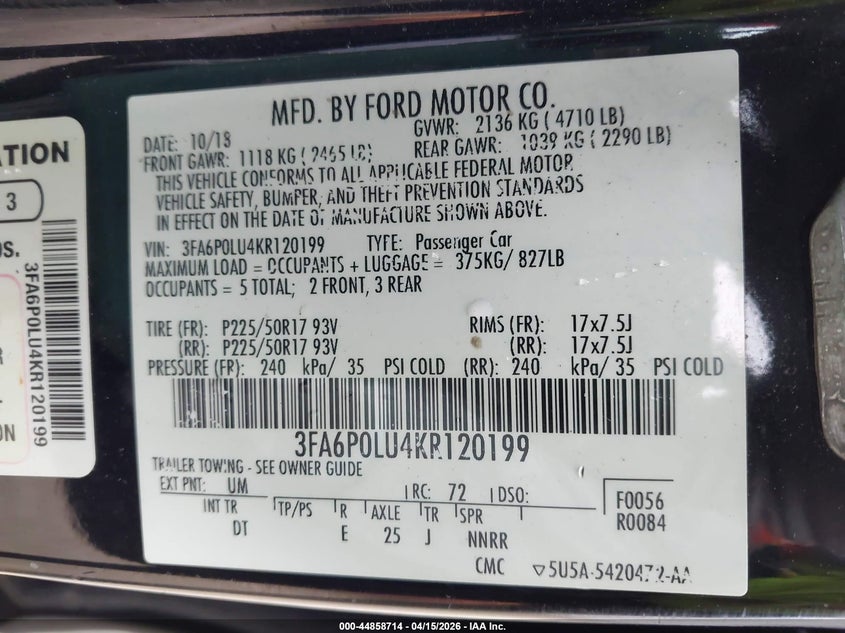 ATION
3
OS.
3FA6P0LU4KR120199
R
L
ON
MFD. BY FORD MOTOR CO.
DATE: 10/18
GVWR: 2136 KG ( 4710 LB)
FRONT GAWR: 1118 KG ( 2465 LB)
REAR GAWR: 1039 KG ( 2290 LB)
THIS VEHICLE CONFORMS TO ALL APPLICABLE FEDERAL MOTOR
VEHICLE SAFETY, BUMPER, AND THEFT PREVENTION STANDARDS
IN EFFECT ON THE DATE OF MANUFACTURE SHOWN ABOVE.
VIN: 3FA6P0LU4KR120199 TYPE: Passenger Car
MAXIMUM LOAD = OCCUPANTS + LUGGAGE = 375KG/ 827LB
OCCUPANTS = 5 TOTAL; 2 FRONT, 3 REAR
TIRE (FR): P225/50R17 93V RIMS (FR): 17x7.5J
(RR): P225/50R17 93V (RR): 17x7.5J
PRESSURE (FR): 240 kPa/ 35 PSI COLD (RR): 240 kPa/ 35 PSI COLD
3FA6P0LU4KR120199
TRAILER TOWING - SEE OWNER GUIDE
EXT PNT: UM RC: 72 DSO:
INT TR TP/PS R AXLE TR SPR
DT E 25 J NNRR
F0056
R0084
CMC ▽5U5A-5420472-AA
000-44858714 - 04/15/2026 - IAA Inc.